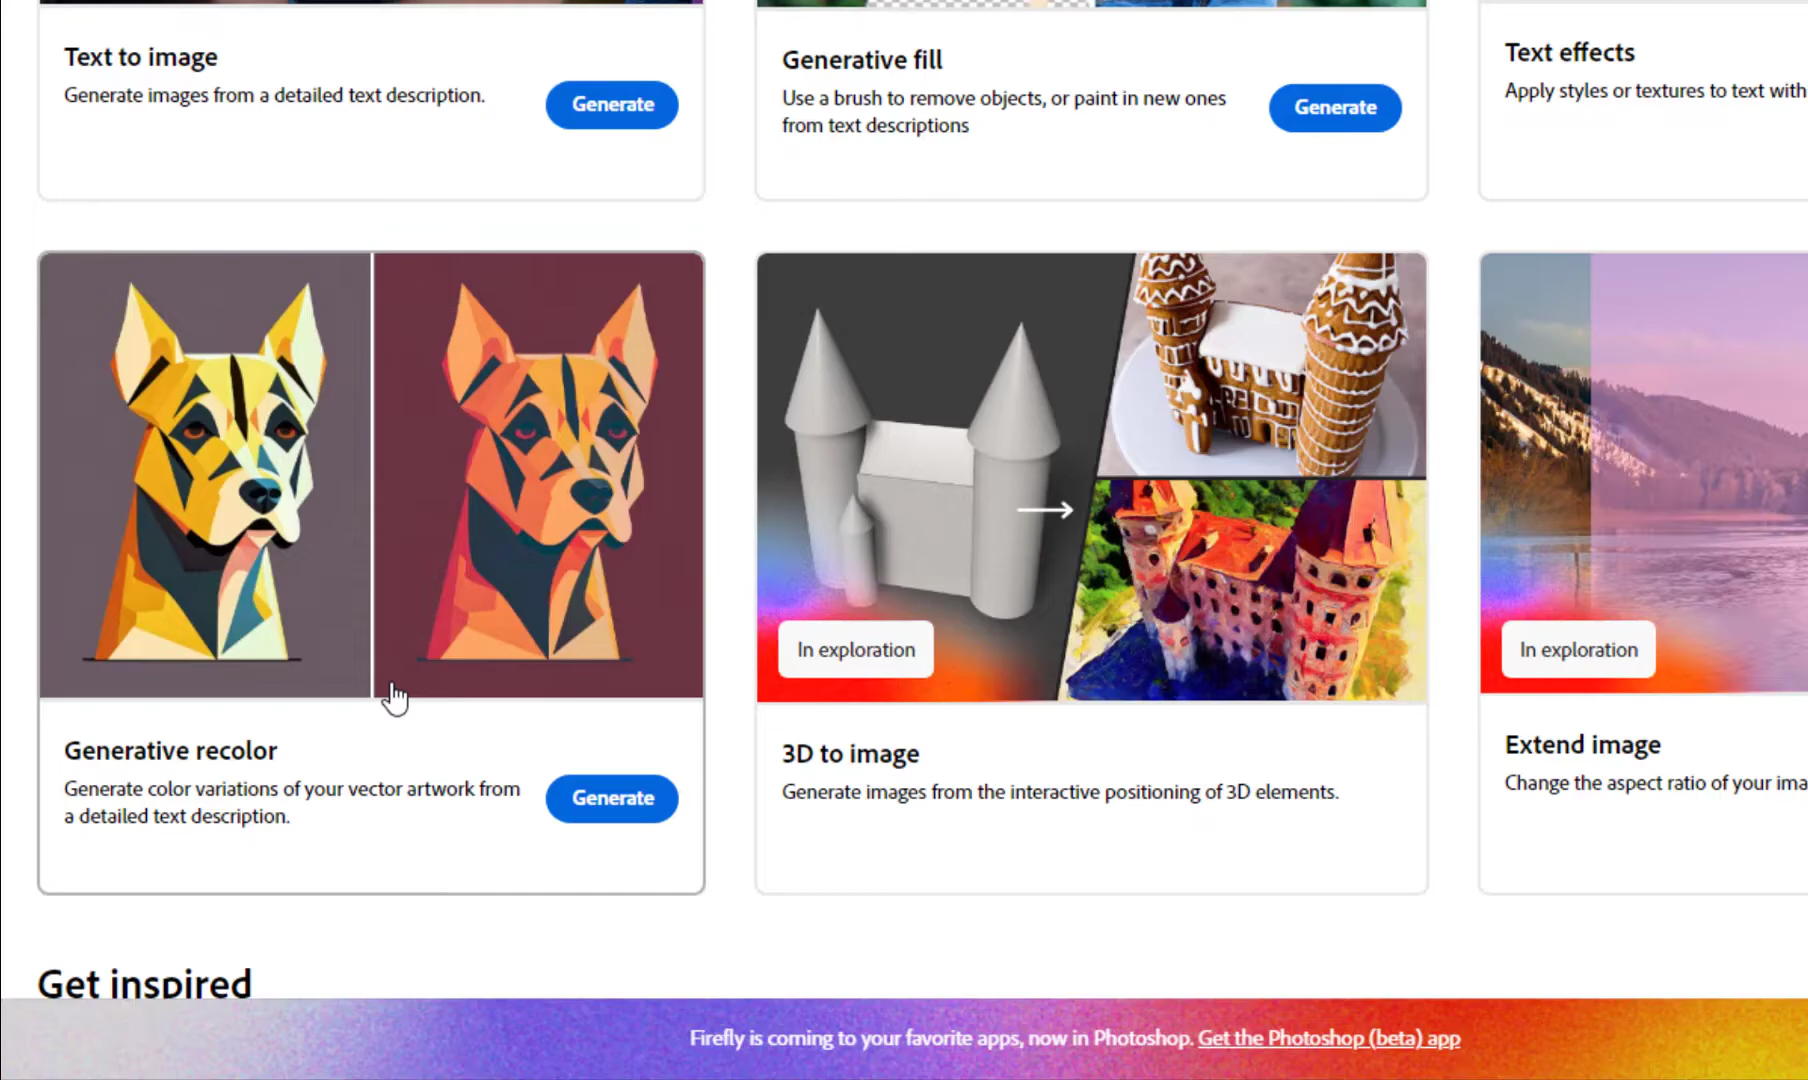 Text to image
Generate images from a detailed text description.
Generate
Generative fill
Use a brush to remove objects, or paint in new ones
from text descriptions
Generate
Text effects
Apply styles or textures to text with
In exploration
In exploration
Generative recolor
Generate color variations of your vector artwork from
a detailed text description.
Generate
3D to image
Generate images from the interactive positioning of 3D elements.
Extend image
Change the aspect ratio of your ima
Get inspired
Firefly is coming to your favorite apps, now in Photoshop. Get the Photoshop (beta) app